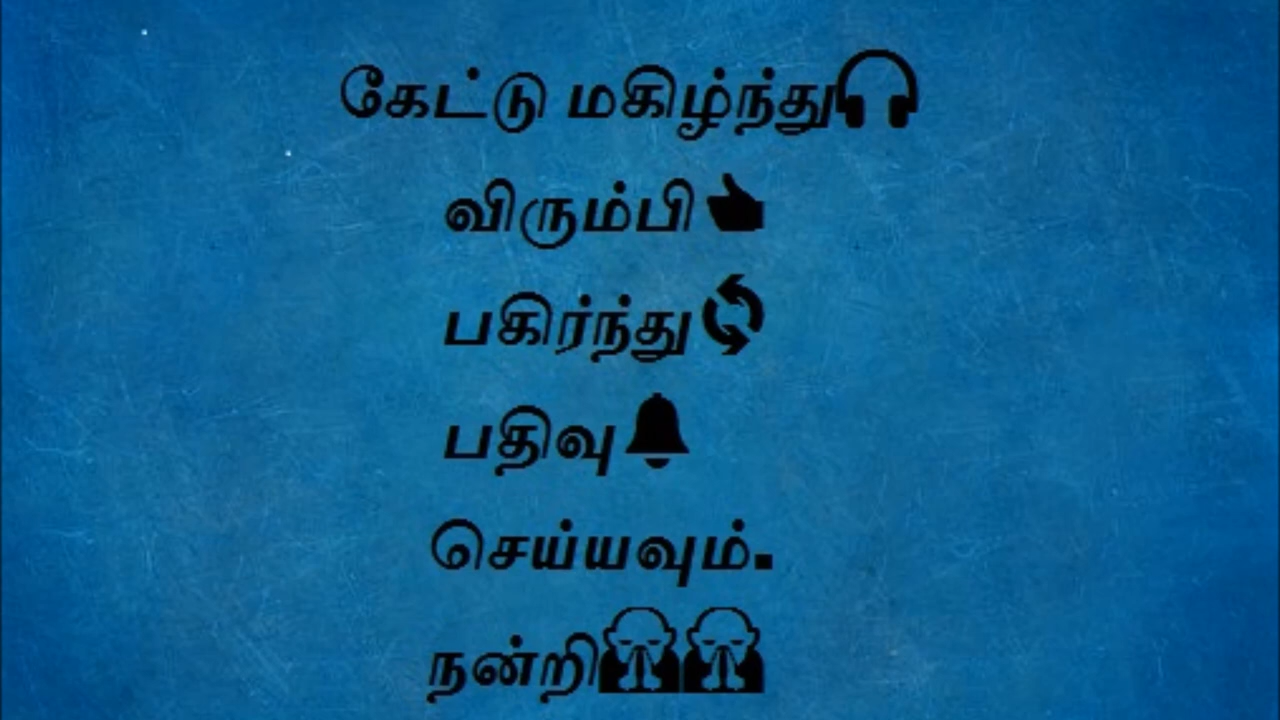 கேட்டு மகிழ்ந்து
விரும்பி
பகிர்ந்து
பதிவு
செய்யவும்.
நன்றி